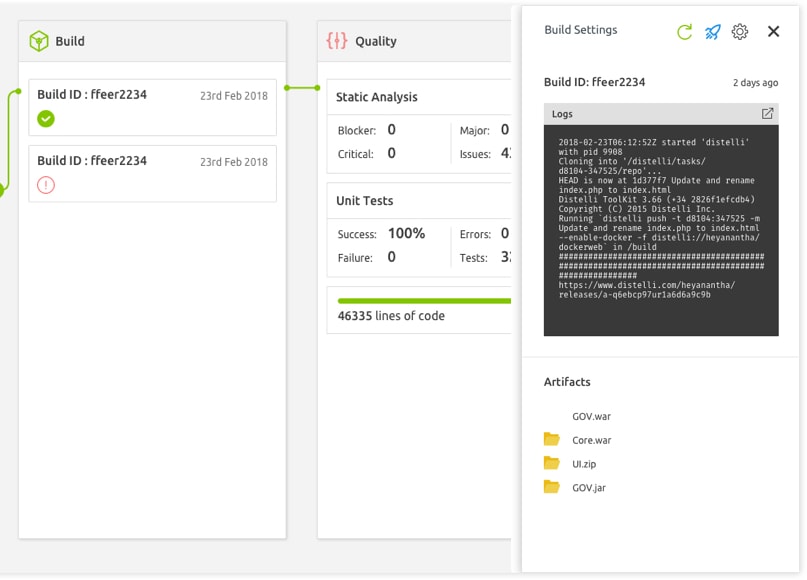 Build
Build ID : ffeer2234
23rd Feb 2018
Build ID : ffeer2234
23rd Feb 2018
Quality
Static Analysis
Blocker: 0
Major: 0
Critical: 0
Issues:
Unit Tests
Success: 100%
Errors: 0
Failure: 0
Tests:
46335 lines of code
Build Settings
Build ID: ffeer2234
2 days ago
Logs
2018-02-23T06:12:52Z started 'distelli'
with pid 9908
Cloning into '/distelli/tasks/
d8104-347525/repo'...
HEAD is now at 1d377f7 Update and rename
index.php to index.html
Distelli ToolKit 3.66 (•34 2826f1efcdb4)
Copyright (C) 2015 Distelli Inc.
Running `distelli push -t d8104:347525 -m
Update and rename index.php to index.html
--enable-docker -f distelli://heyanantha/
dockerweb` in /build
###########################################
###########################################
################
https://www.distelli.com/heyanantha/
releases/a-q6ebcp97ur1a6d6a9c9b
Artifacts
GOV.war
Core.war
UI.zip
GOV.jar